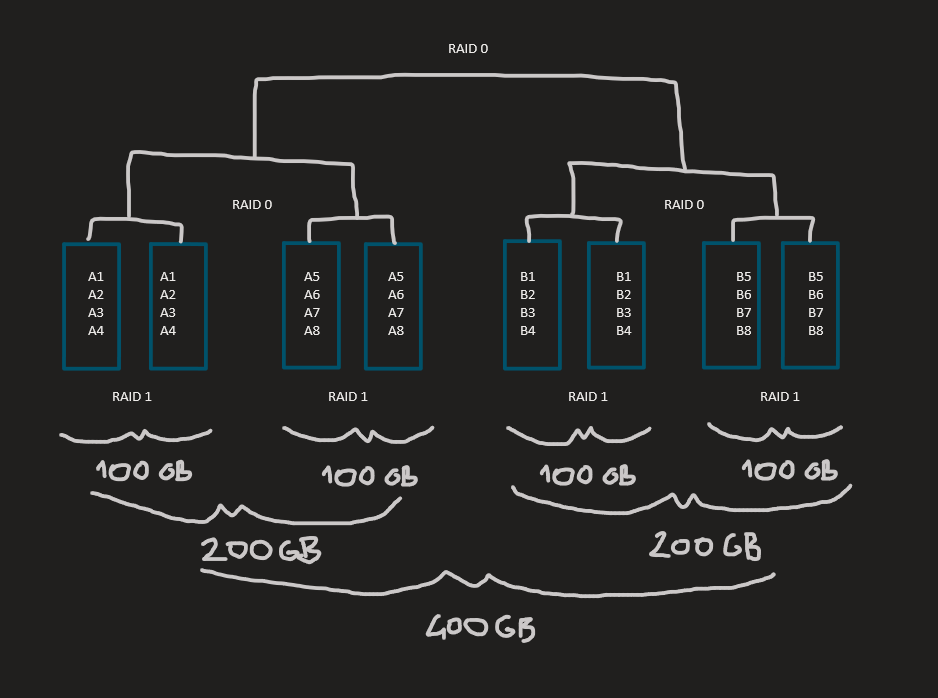 RAID 0
RAID 0
RAID 0
A1
A2
A3
A4
A1
A2
A3
A4
A5
A6
A7
A8
A5
A6
A7
A8
B1
B2
B3
B4
B1
B2
B3
B4
B5
B6
B7
B8
B5
B6
B7
B8
RAID 1
RAID 1
RAID 1
RAID 1
100 GB
100 GB
100 GB
100 GB
200 GB
200 GB
400 GB